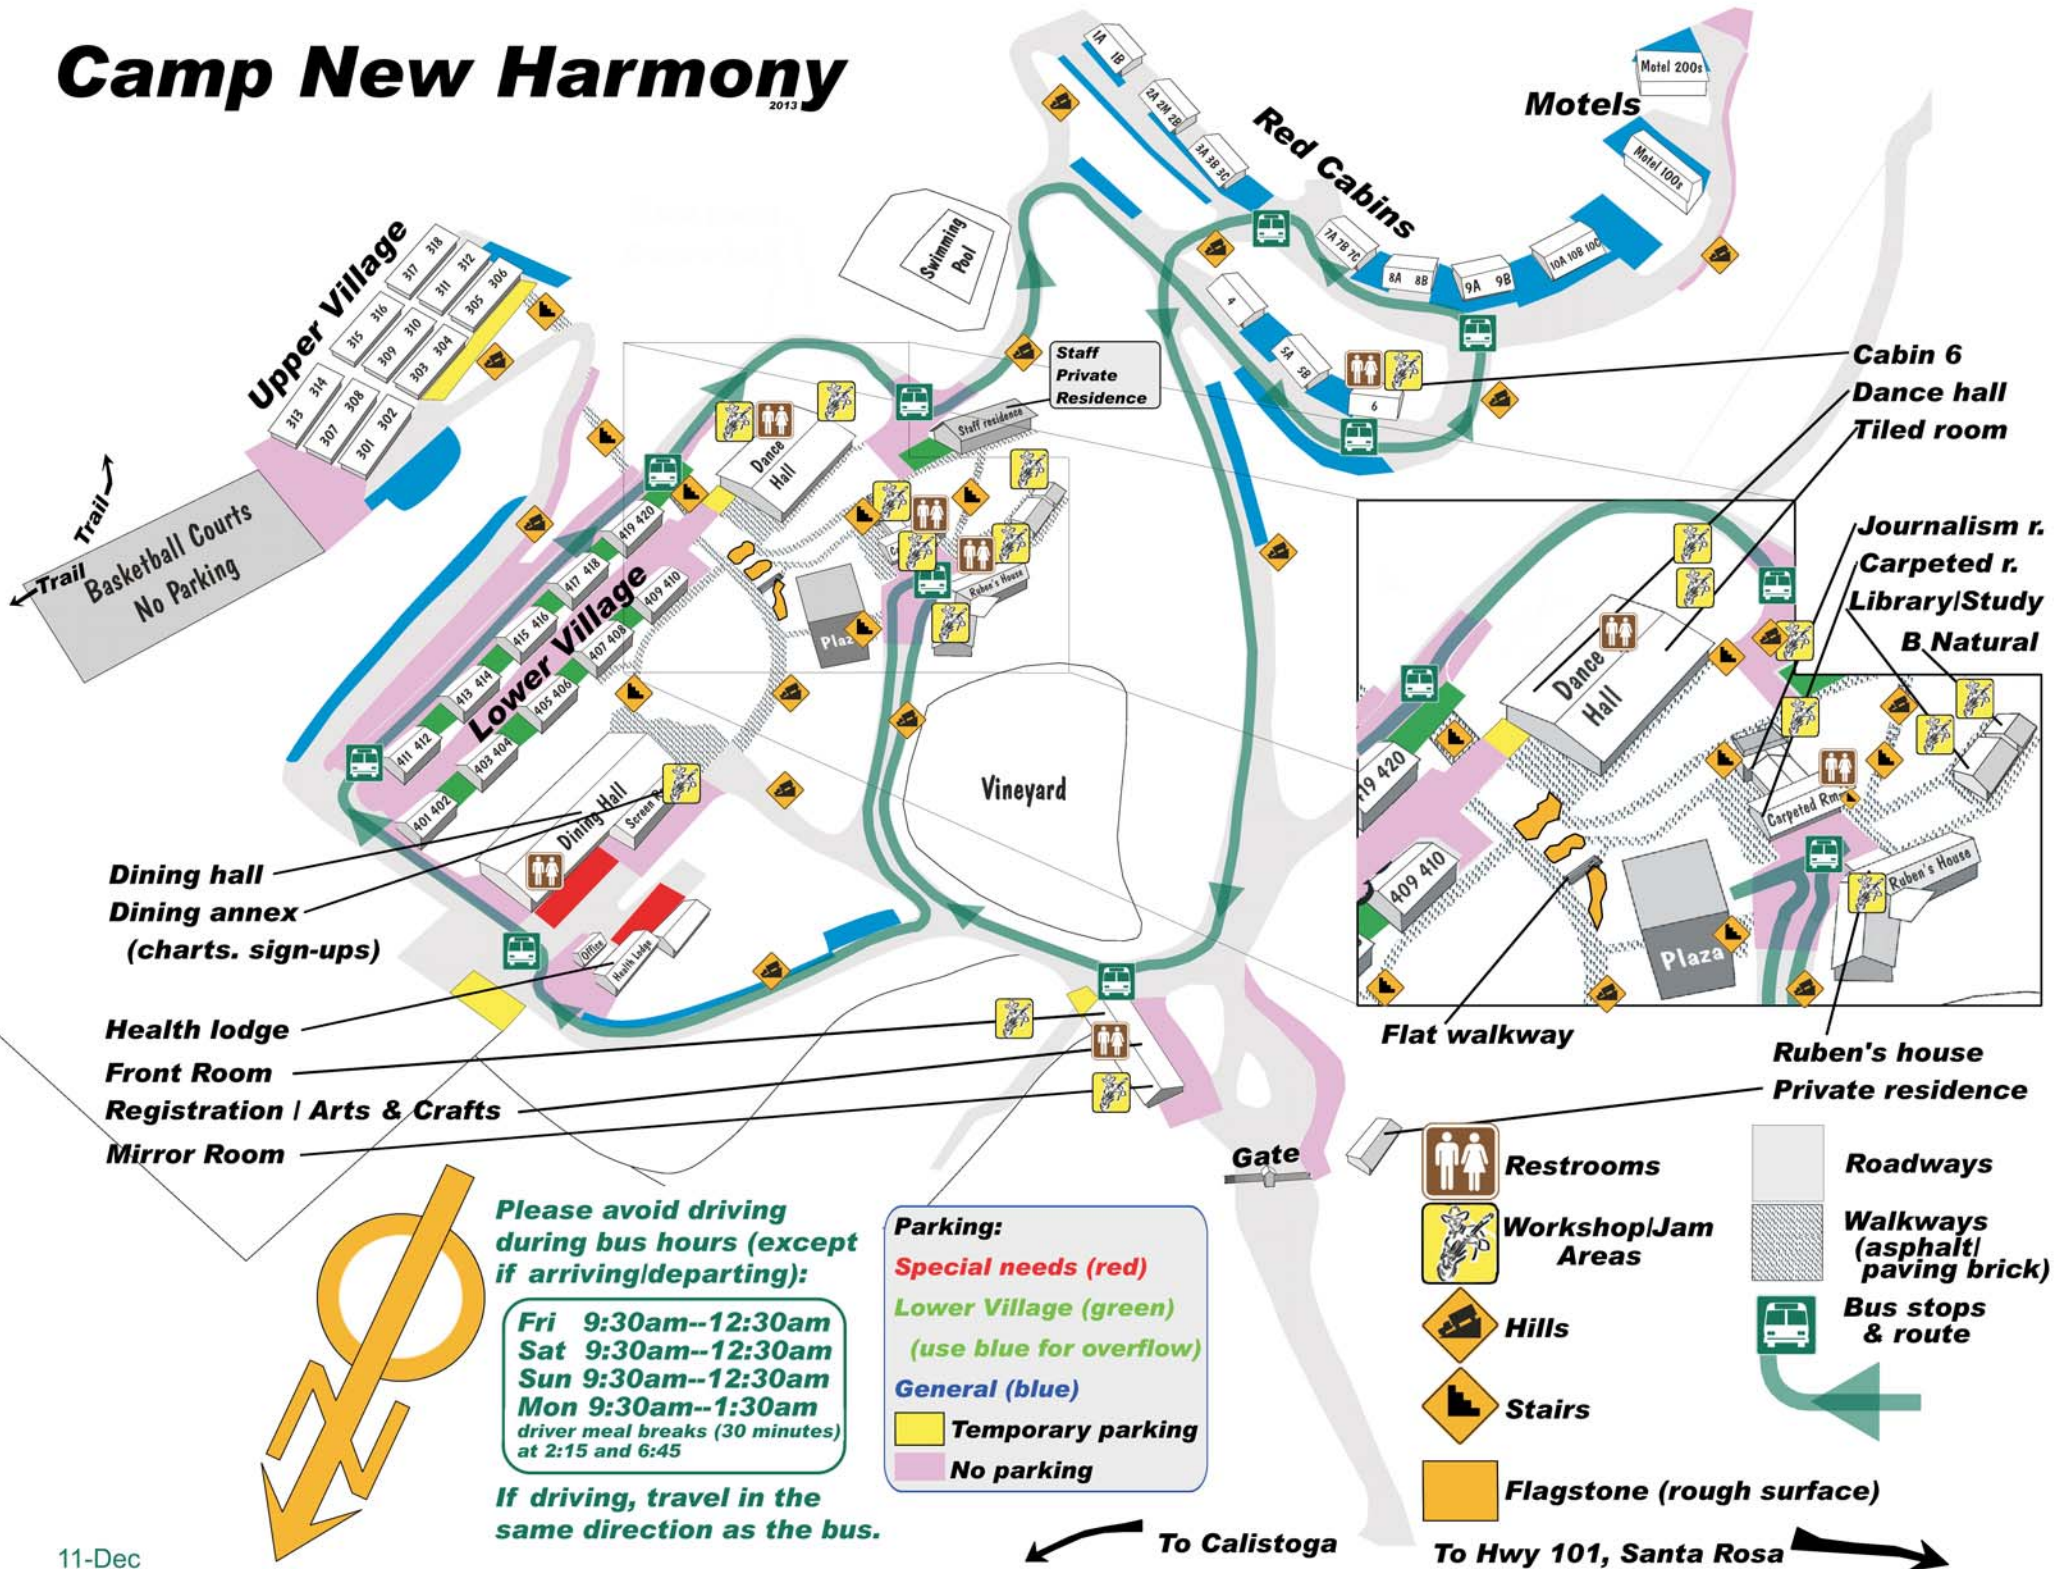 Camp New Harmony
2013
1A
1B
2A 2M 2B
3A 3B 3C
Red Cabins
7A 7B 7C
8A 8B
9A 9B
10A 10B 10C
4
5A
5B
6
Motels
Motel 200s
Motel 100s
Swimming
Pool
Upper Village
317 318
311 312
305 306
315 316
309 310
303 304
313 314
307 308
301 302
Trail
Trail
Basketball Courts
No Parking
Staff
Private
Residence
Staff residence
Dance
Hall
Ruben's House
Plaz
Lower Village
419 420
417 418
415 416
413 414
411 412
409 410
407 408
405 406
403 404
401 402
Dining Hall
Screen
Office
Health Lodge
Vineyard
Cabin 6
Dance hall
Tiled room
Journalism r.
Carpeted r.
Library/Study
B Natural
Dance
Hall
19 420
409 410
Carpeted Rm
Ruben's House
Plaza
Flat walkway
Ruben's house
Private residence
Dining hall
Dining annex
(charts. sign-ups)
Health lodge
Front Room
Registration / Arts & Crafts
Mirror Room
Gate
Please avoid driving
during bus hours (except
if arriving/departing):
Fri 9:30am--12:30am
Sat 9:30am--12:30am
Sun 9:30am--12:30am
Mon 9:30am--1:30am
driver meal breaks (30 minutes)
at 2:15 and 6:45
If driving, travel in the
same direction as the bus.
Parking:
Special needs (red)
Lower Village (green)
(use blue for overflow)
General (blue)
Temporary parking
No parking
Restrooms
Workshop/Jam
Areas
Hills
Stairs
Flagstone (rough surface)
Roadways
Walkways
(asphalt/
paving brick)
Bus stops
& route
To Calistoga
To Hwy 101, Santa Rosa
11-Dec